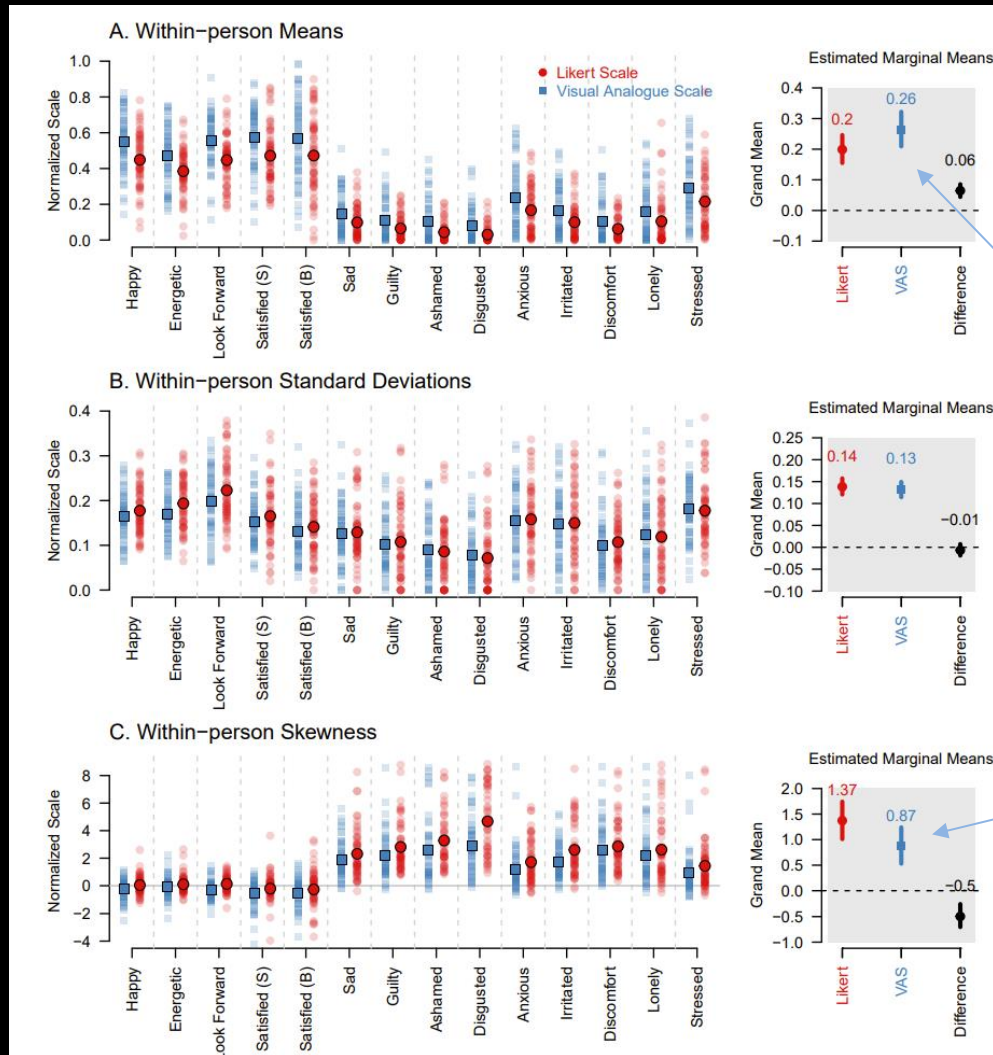 A. Within−person Means
Likert Scale
Visual Analogue Scale
Normalized Scale
1.0
0.8
0.6
0.4
0.2
0.0
Happy
Energetic
Look Forward
Satisfied (S)
Satisfied (B)
Sad
Guilty
Ashamed
Disgusted
Anxious
Irritated
Discomfort
Lonely
Stressed
Estimated Marginal Means
Grand Mean
0.4
0.3
0.2
0.1
0.0
−0.1
0.2
0.26
0.06
Likert
VAS
Difference
B. Within−person Standard Deviations
Normalized Scale
0.4
0.3
0.2
0.1
0.0
Happy
Energetic
Look Forward
Satisfied (S)
Satisfied (B)
Sad
Guilty
Ashamed
Disgusted
Anxious
Irritated
Discomfort
Lonely
Stressed
Estimated Marginal Means
Grand Mean
0.25
0.20
0.15
0.10
0.05
0.00
−0.05
−0.10
0.14
0.13
−0.01
Likert
VAS
Difference
C. Within−person Skewness
Normalized Scale
8
6
4
2
0
−2
−4
Happy
Energetic
Look Forward
Satisfied (S)
Satisfied (B)
Sad
Guilty
Ashamed
Disgusted
Anxious
Irritated
Discomfort
Lonely
Stressed
Estimated Marginal Means
Grand Mean
2.0
1.5
1.0
0.5
0.0
−0.5
−1.0
1.37
0.87
−0.5
Likert
VAS
Difference